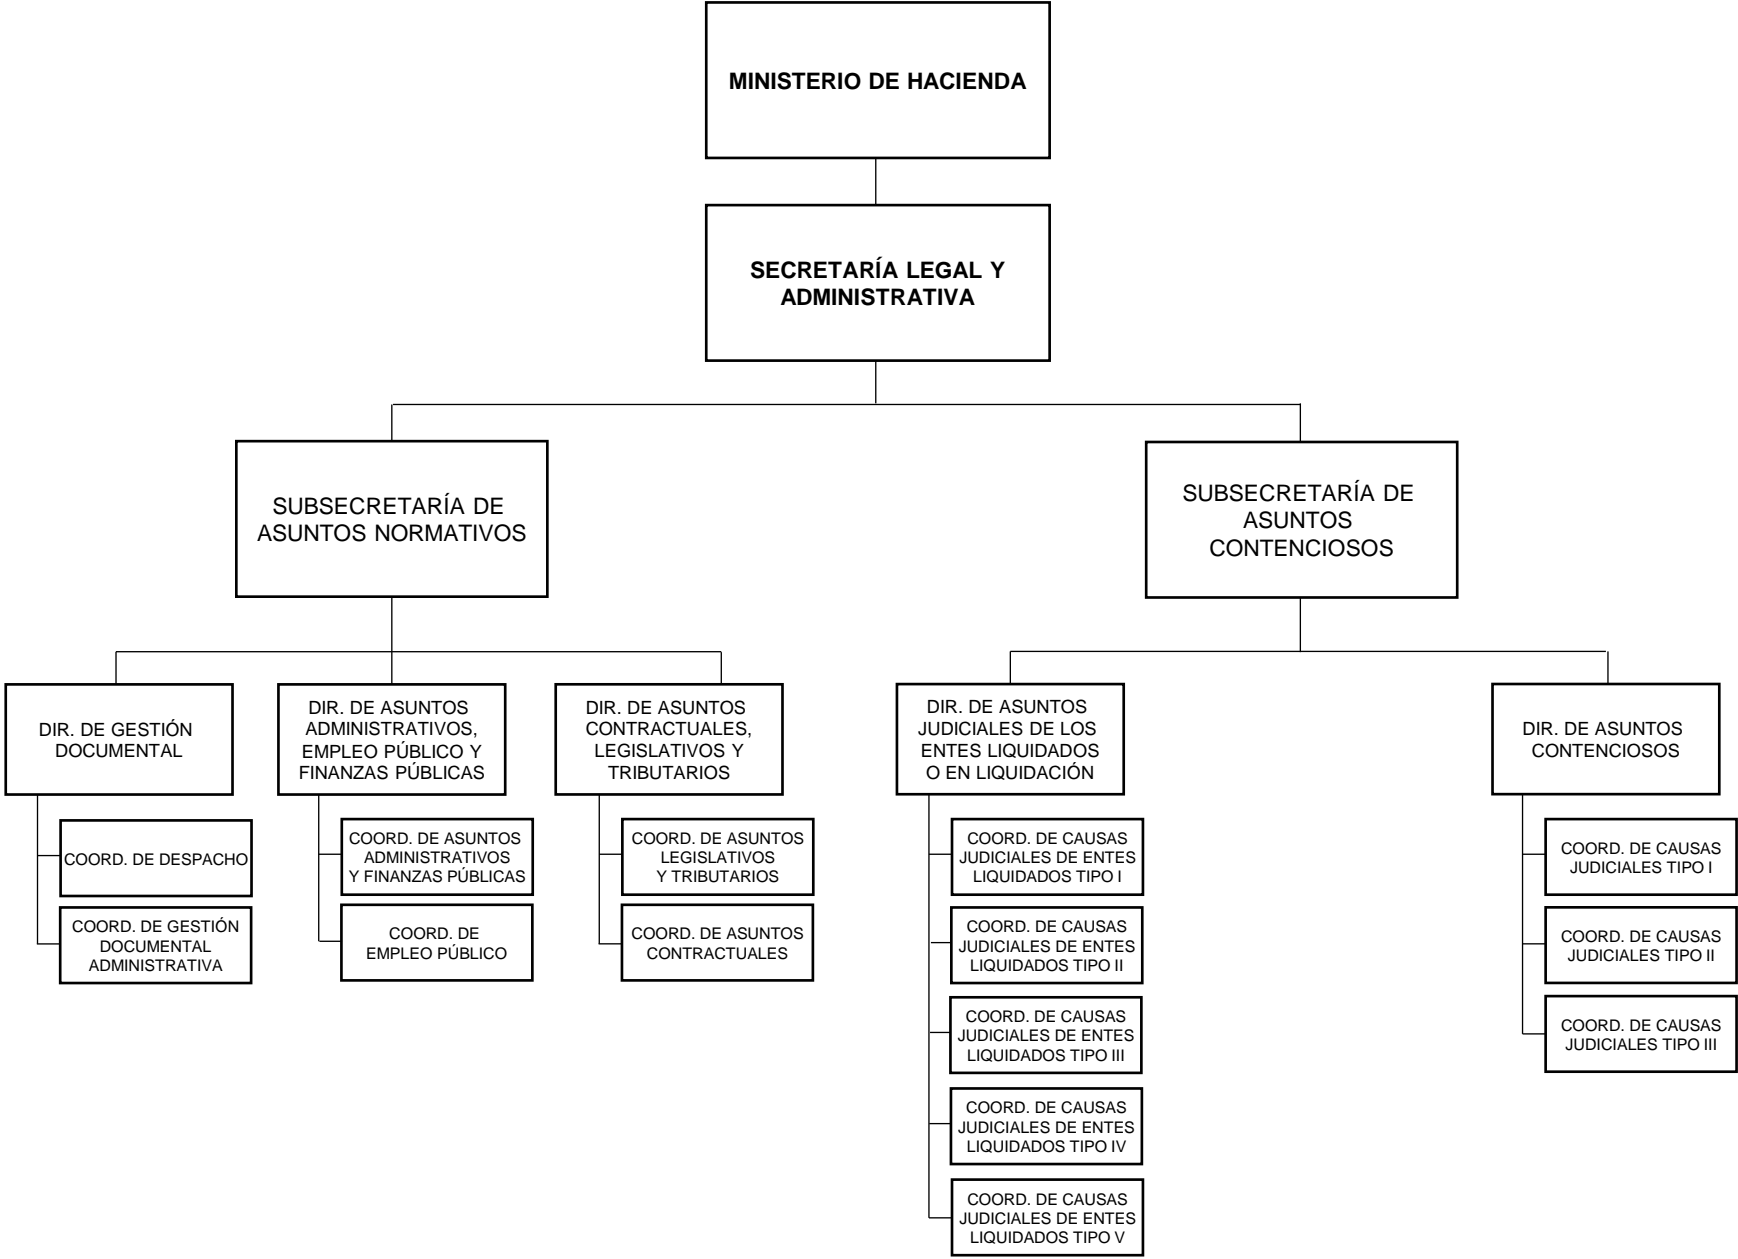 MINISTERIO DE HACIENDA
SECRETARÍA LEGAL Y
ADMINISTRATIVA
SUBSECRETARÍA DE
ASUNTOS NORMATIVOS
SUBSECRETARÍA DE
ASUNTOS
CONTENCIOSOS
DIR. DE GESTIÓN
DOCUMENTAL
DIR. DE ASUNTOS
ADMINISTRATIVOS,
EMPLEO PÚBLICO Y
FINANZAS PÚBLICAS
DIR. DE ASUNTOS
CONTRACTUALES,
LEGISLATIVOS Y
TRIBUTARIOS
DIR. DE ASUNTOS
JUDICIALES DE LOS
ENTES LIQUIDADOS
O EN LIQUIDACIÓN
DIR. DE ASUNTOS
CONTENCIOSOS
COORD. DE DESPACHO
COORD. DE GESTIÓN
DOCUMENTAL
ADMINISTRATIVA
COORD. DE ASUNTOS
ADMINISTRATIVOS
Y FINANZAS PÚBLICAS
COORD. DE
EMPLEO PÚBLICO
COORD. DE ASUNTOS
LEGISLATIVOS
Y TRIBUTARIOS
COORD. DE ASUNTOS
CONTRACTUALES
COORD. DE CAUSAS
JUDICIALES DE ENTES
LIQUIDADOS TIPO I
COORD. DE CAUSAS
JUDICIALES DE ENTES
LIQUIDADOS TIPO II
COORD. DE CAUSAS
JUDICIALES DE ENTES
LIQUIDADOS TIPO III
COORD. DE CAUSAS
JUDICIALES DE ENTES
LIQUIDADOS TIPO IV
COORD. DE CAUSAS
JUDICIALES DE ENTES
LIQUIDADOS TIPO V
COORD. DE CAUSAS
JUDICIALES TIPO I
COORD. DE CAUSAS
JUDICIALES TIPO II
COORD. DE CAUSAS
JUDICIALES TIPO III